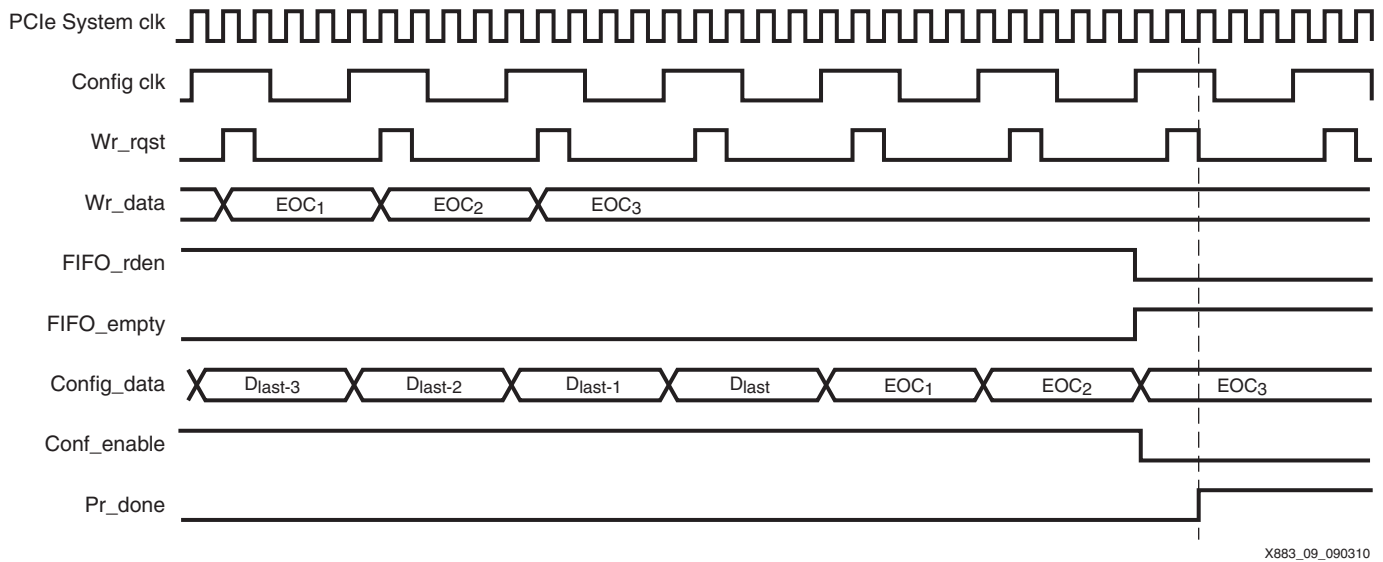 PCIe System clk
Config clk
Wr_rqst
Wr_data EOC1 EOC2 EOC3
FIFO_rden
FIFO_empty
Config_data Dlast-3 Dlast-2 Dlast-1 Dlast EOC1 EOC2 EOC3
Conf_enable
Pr_done
X883_09_090310